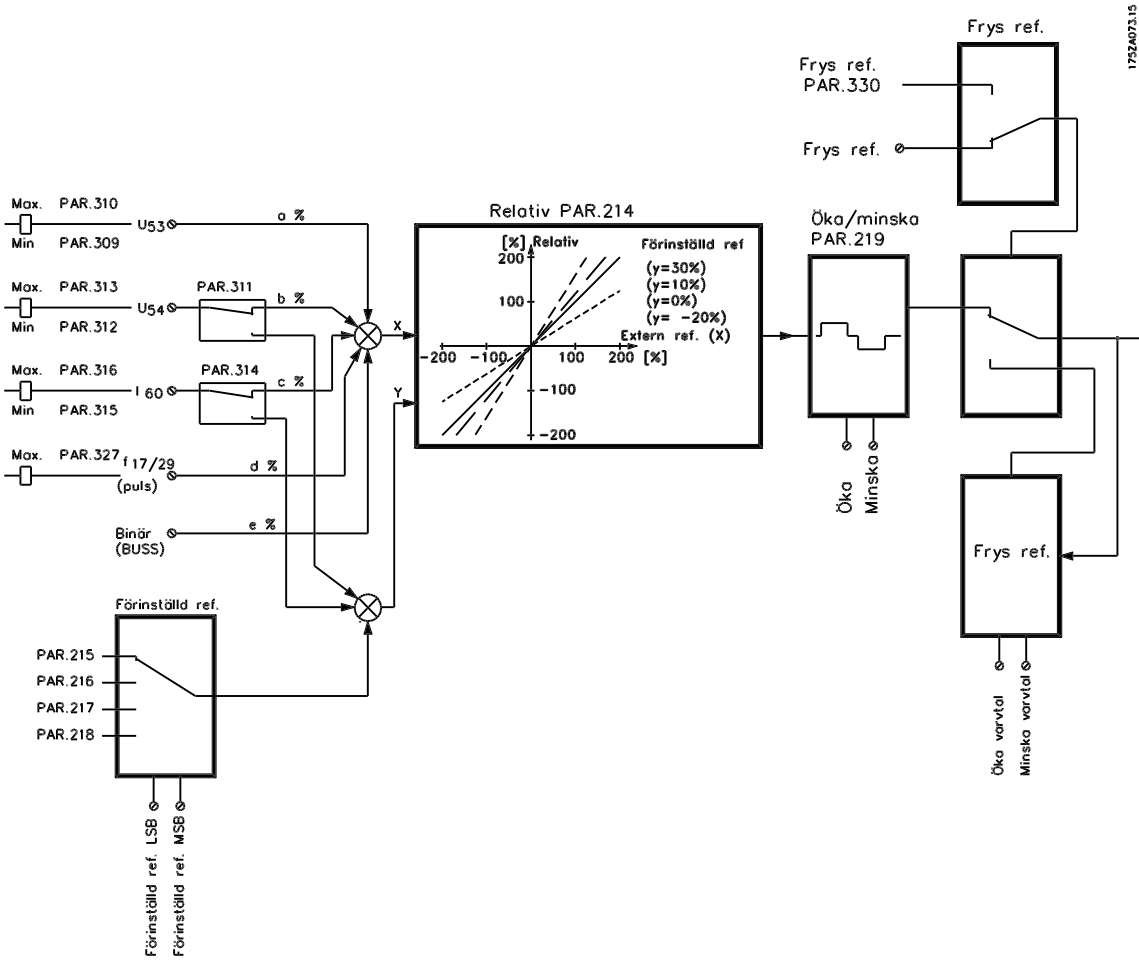 175ZA073.15
Frys ref.
Frys ref.
PAR.330
Frys ref.
Max. PAR.310
U53
a %
Min PAR.309
Max. PAR.313
U54
PAR.311
b %
Min PAR.312
Max. PAR.316
I 60
PAR.314
c %
Min PAR.315
Max. PAR.327
f 17/29
(puls)
d %
Binär
(BUSS)
e %
X
Y
Relativ PAR.214
[%] Relativ
200
100
-200 -100 100 200 [%]
-100
-200
Förinställd ref
(y=30%)
(y=10%)
(y=0%)
(y= -20%)
Extern ref. (X)
Öka/minska
PAR.219
Öka
Minska
Frys ref.
Öka varvtal
Minska varvtal
Förinställd ref.
PAR.215
PAR.216
PAR.217
PAR.218
Förinställd ref. LSB
Förinställd ref. MSB